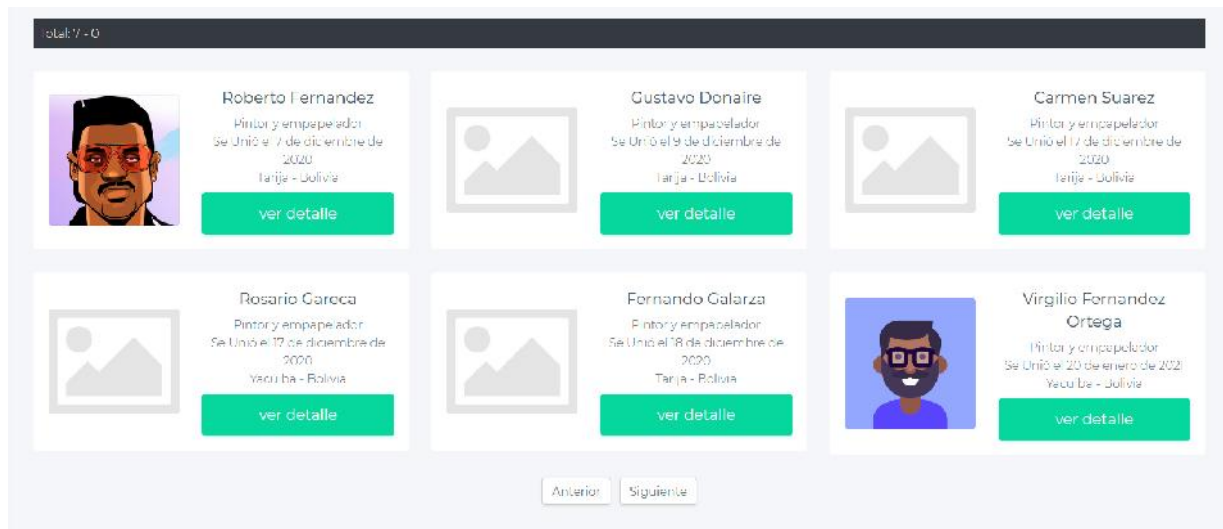 Total: 7 - 0
Roberto Fernandez
Pintor y empapelador
Se Unió el 7 de diciembre de
2020
Tarija - Bolivia
ver detalle
Gustavo Donaire
Pintor y empapelador
Se Unió el 9 de diciembre de
2020
Tarija - Bolivia
ver detalle
Carmen Suarez
Pintor y empapelador
Se Unió el 17 de diciembre de
2020
Tarija - Bolivia
ver detalle
Rosario Gareca
Pintor y empapelador
Se Unió el 17 de diciembre de
2020
Yacuiba - Bolivia
ver detalle
Fernando Galarza
Pintor y empapelador
Se Unió el 18 de diciembre de
2020
Tarija - Bolivia
ver detalle
Virgilio Fernandez
Ortega
Pintor y empapelador
Se Unió el 20 de enero de 2021
Yacuiba - Bolivia
ver detalle
Anterior
Siguiente